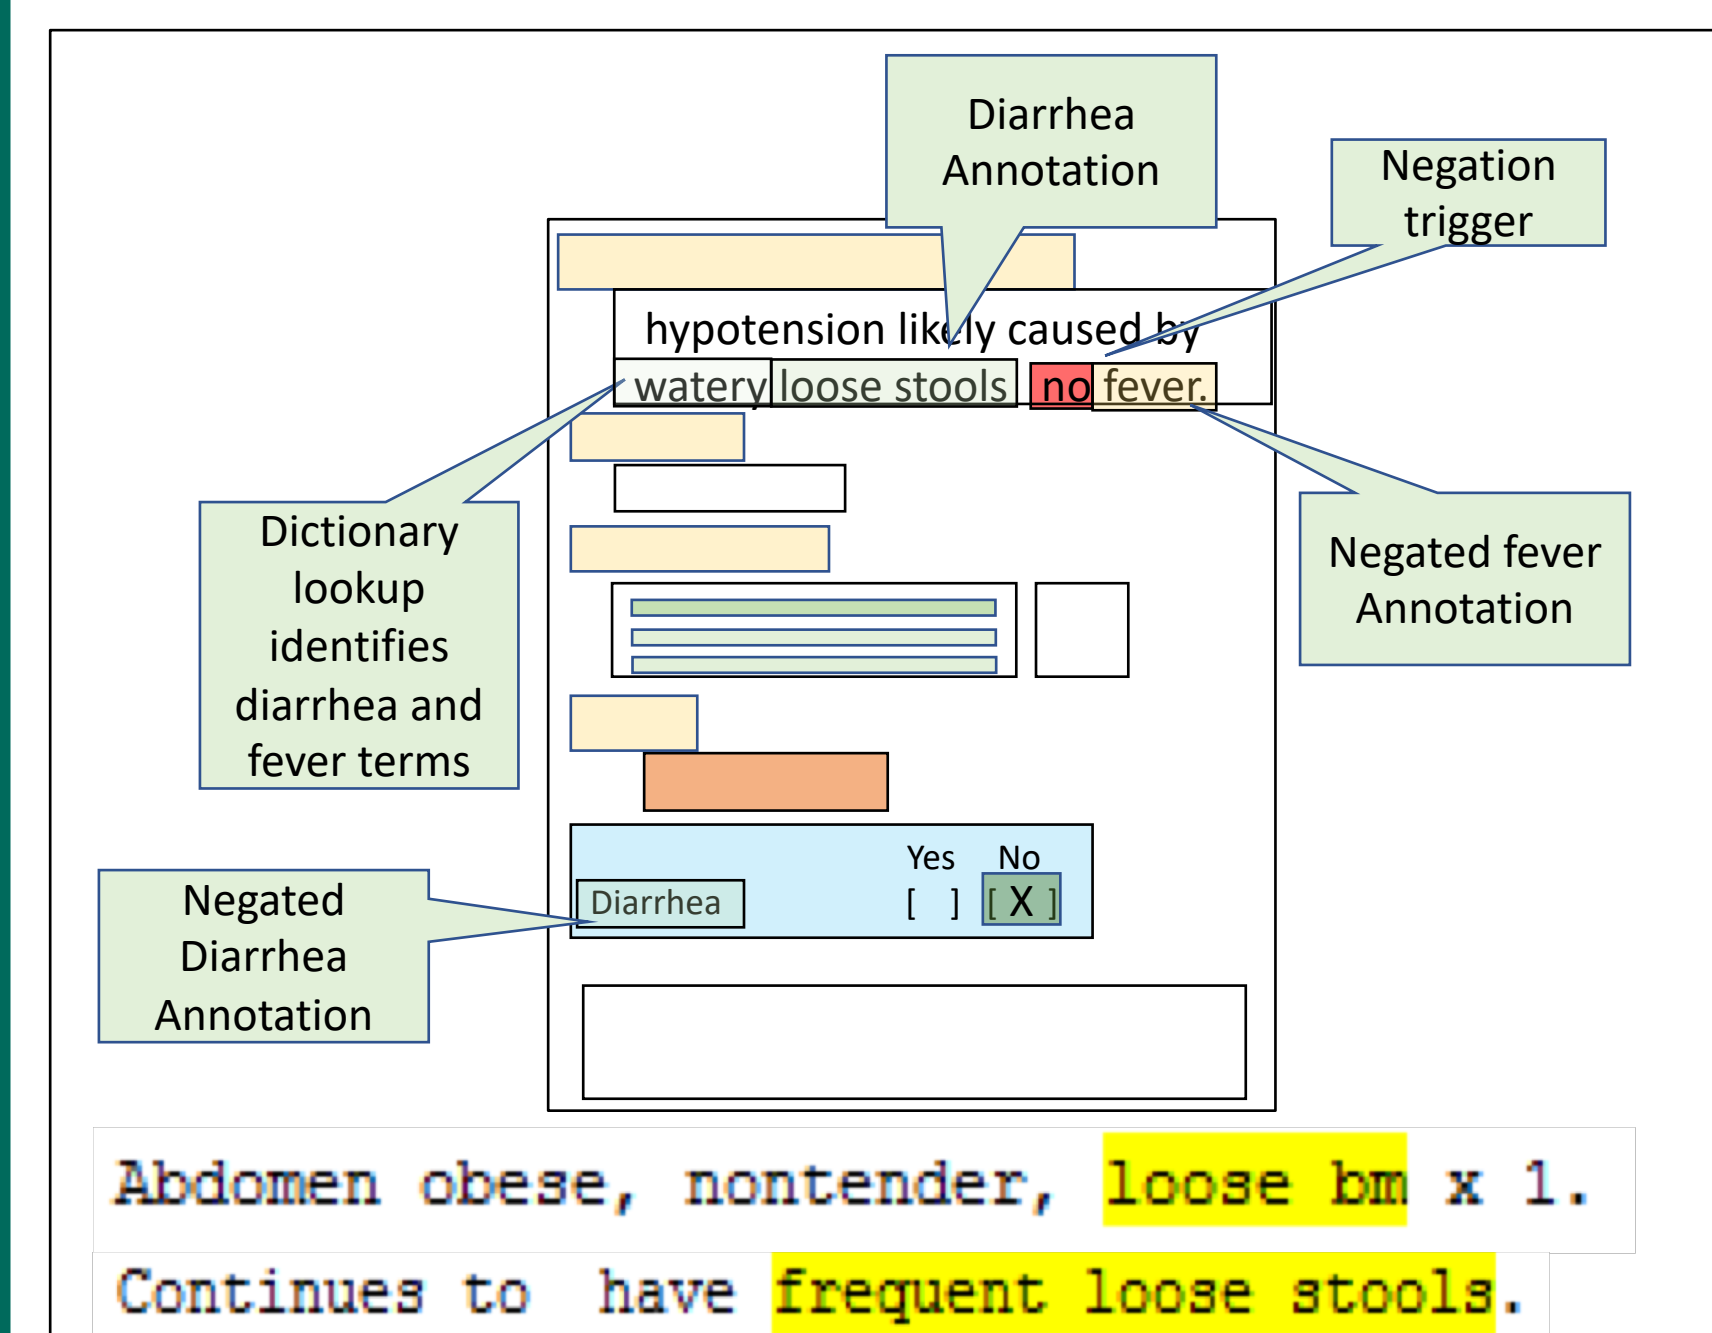 Diarrhea
Annotation
Negation
trigger
hypotension likely caused by
watery loose stools no fever.
Dictionary
lookup
identifies
diarrhea and
fever terms
Negated fever
Annotation
Yes No
Diarrhea [ ] [ X ]
Negated
Diarrhea
Annotation
Abdomen obese, nontender, loose bm x 1.
Continues to have frequent loose stools.